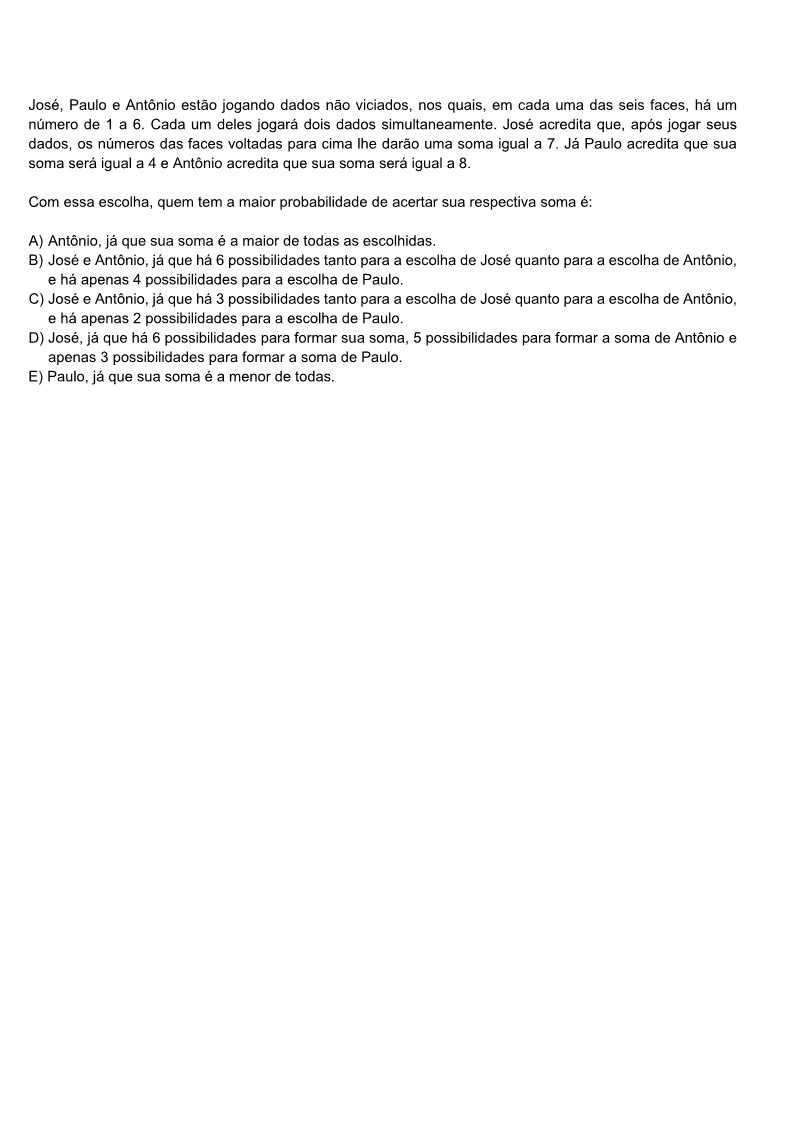 José, Paulo e Antônio estão jogando dados não viciados, nos quais, em cada uma das seis faces, há um
número de 1 a 6. Cada um deles jogará dois dados simultaneamente. José acredita que, após jogar seus
dados, os números das faces voltadas para cima lhe darão uma soma igual a 7. Já Paulo acredita que sua
soma será igual a 4 e Antônio acredita que sua soma será igual a 8.
Com essa escolha, quem tem a maior probabilidade de acertar sua respectiva soma é:
A) Antônio, já que sua soma é a maior de todas as escolhidas.
B) José e Antônio, já que há 6 possibilidades tanto para a escolha de José quanto para a escolha de Antônio,
e há apenas 4 possibilidades para a escolha de Paulo.
C) José e Antônio, já que há 3 possibilidades tanto para a escolha de José quanto para a escolha de Antônio,
e há apenas 2 possibilidades para a escolha de Paulo.
D) José, já que há 6 possibilidades para formar sua soma, 5 possibilidades para formar a soma de Antônio e
apenas 3 possibilidades para formar a soma de Paulo.
E) Paulo, já que sua soma é a menor de todas.